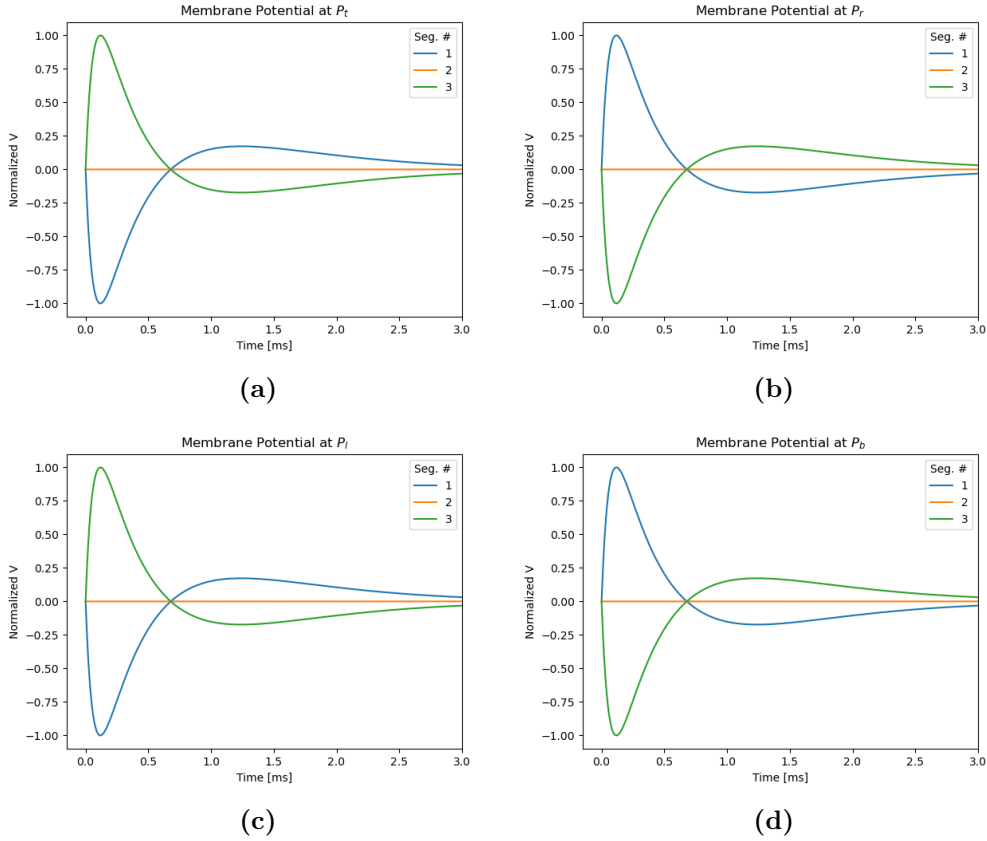 Membrane Potential at P_t
Normalized V
1.00
0.75
0.50
0.25
0.00
−0.25
−0.50
−0.75
−1.00
Seg. #
1
2
3
0.0 0.5 1.0 1.5 2.0 2.5 3.0
Time [ms]
(a)
Membrane Potential at P_r
Normalized V
1.00
0.75
0.50
0.25
0.00
−0.25
−0.50
−0.75
−1.00
Seg. #
1
2
3
0.0 0.5 1.0 1.5 2.0 2.5 3.0
Time [ms]
(b)
Membrane Potential at P_l
Normalized V
1.00
0.75
0.50
0.25
0.00
−0.25
−0.50
−0.75
−1.00
Seg. #
1
2
3
0.0 0.5 1.0 1.5 2.0 2.5 3.0
Time [ms]
(c)
Membrane Potential at P_b
Normalized V
1.00
0.75
0.50
0.25
0.00
−0.25
−0.50
−0.75
−1.00
Seg. #
1
2
3
0.0 0.5 1.0 1.5 2.0 2.5 3.0
Time [ms]
(d)